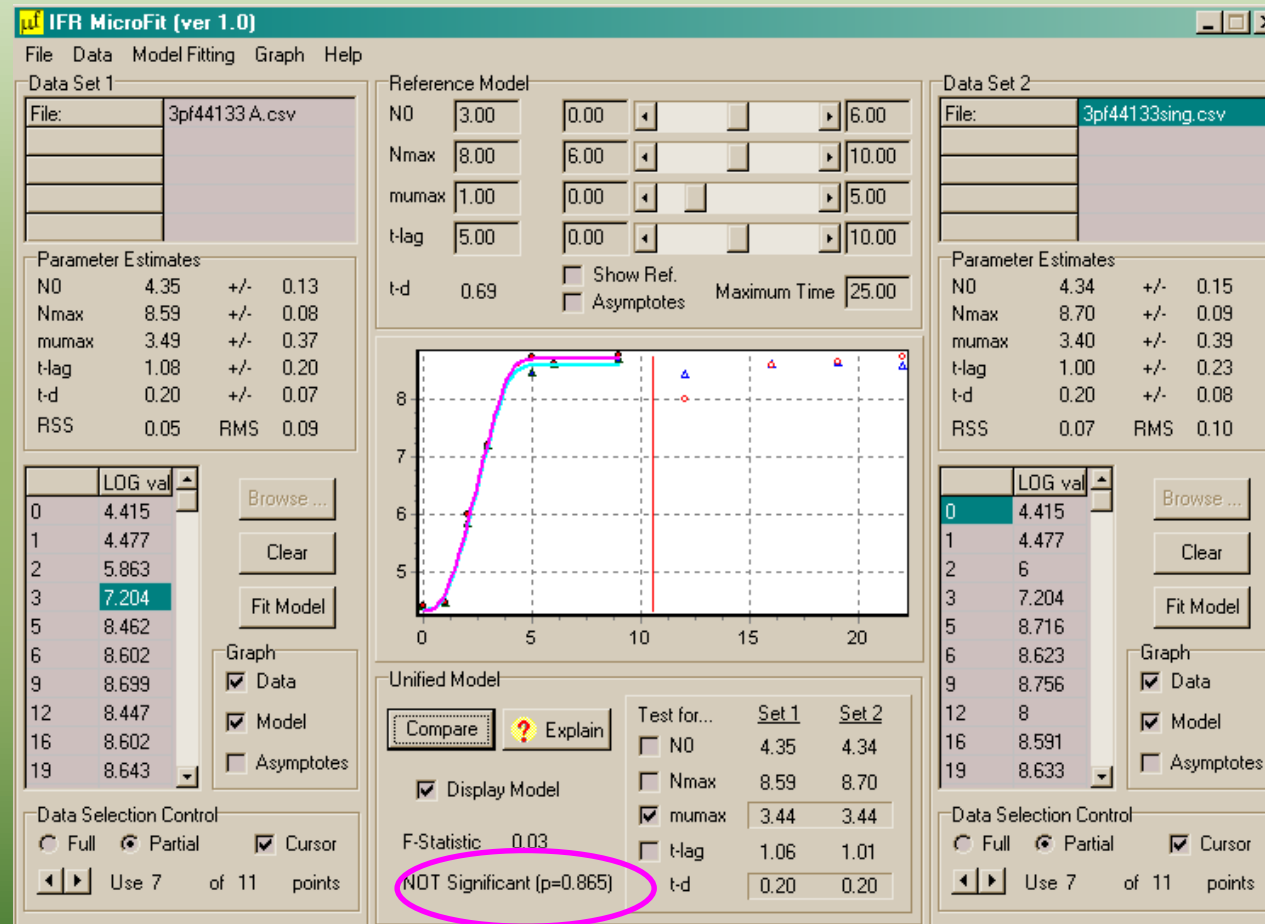 µf IFR MicroFit (ver 1.0)
File Data Model Fitting Graph Help
Data Set 1
File: 3pf44133 A.csv
Parameter Estimates
N0 4.35 +/- 0.13
Nmax 8.59 +/- 0.08
mumax 3.49 +/- 0.37
t-lag 1.08 +/- 0.20
t-d 0.20 +/- 0.07
RSS 0.05 RMS 0.09
LOG val
0 4.415
1 4.477
2 5.863
3 7.204
5 8.462
6 8.602
9 8.699
12 8.447
16 8.602
19 8.643
Browse ...
Clear
Fit Model
Graph
Data
Model
Asymptotes
Data Selection Control
Full Partial Cursor
Use 7 of 11 points
Reference Model
N0 3.00 0.00 6.00
Nmax 8.00 6.00 10.00
mumax 1.00 0.00 5.00
t-lag 5.00 0.00 10.00
t-d 0.69
Show Ref.
Asymptotes
Maximum Time 25.00
8
7
6
5
0 5 10 15 20
Unified Model
Compare
? Explain
Display Model
F-Statistic 0.03
NOT Significant (p=0.865)
Test for... Set 1 Set 2
N0 4.35 4.34
Nmax 8.59 8.70
mumax 3.44 3.44
t-lag 1.06 1.01
t-d 0.20 0.20
Data Set 2
File: 3pf44133sing.csv
Parameter Estimates
N0 4.34 +/- 0.15
Nmax 8.70 +/- 0.09
mumax 3.40 +/- 0.39
t-lag 1.00 +/- 0.23
t-d 0.20 +/- 0.08
RSS 0.07 RMS 0.10
LOG val
0 4.415
1 4.477
2 6
3 7.204
5 8.716
6 8.623
9 8.756
12 8
16 8.591
19 8.633
Browse ...
Clear
Fit Model
Graph
Data
Model
Asymptotes
Data Selection Control
Full Partial Cursor
Use 7 of 11 points